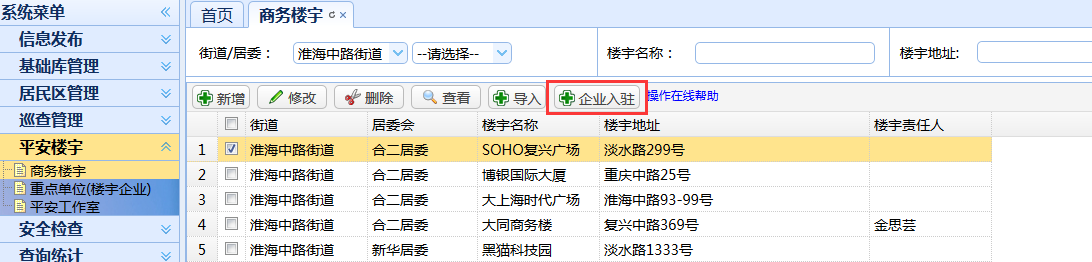 系统菜单
信息发布
基础库管理
居民区管理
巡查管理
平安楼宇
商务楼宇
重点单位(楼宇企业)
平安工作室
安全检查
查询统计
首页 商务楼宇
街道/居委： 淮海中路街道 --请选择-- 楼宇名称： 楼宇地址:
新增 修改 删除 查看 导入 企业入驻 操作在线帮助
街道 居委会 楼宇名称 楼宇地址 楼宇责任人
1 淮海中路街道 合二居委 SOHO复兴广场 淡水路299号
2 淮海中路街道 合二居委 博银国际大厦 重庆中路25号
3 淮海中路街道 合二居委 大上海时代广场 淮海中路93-99号
4 淮海中路街道 合二居委 大同商务楼 复兴中路369号 金思芸
5 淮海中路街道 新华居委 黑猫科技园 淡水路1333号